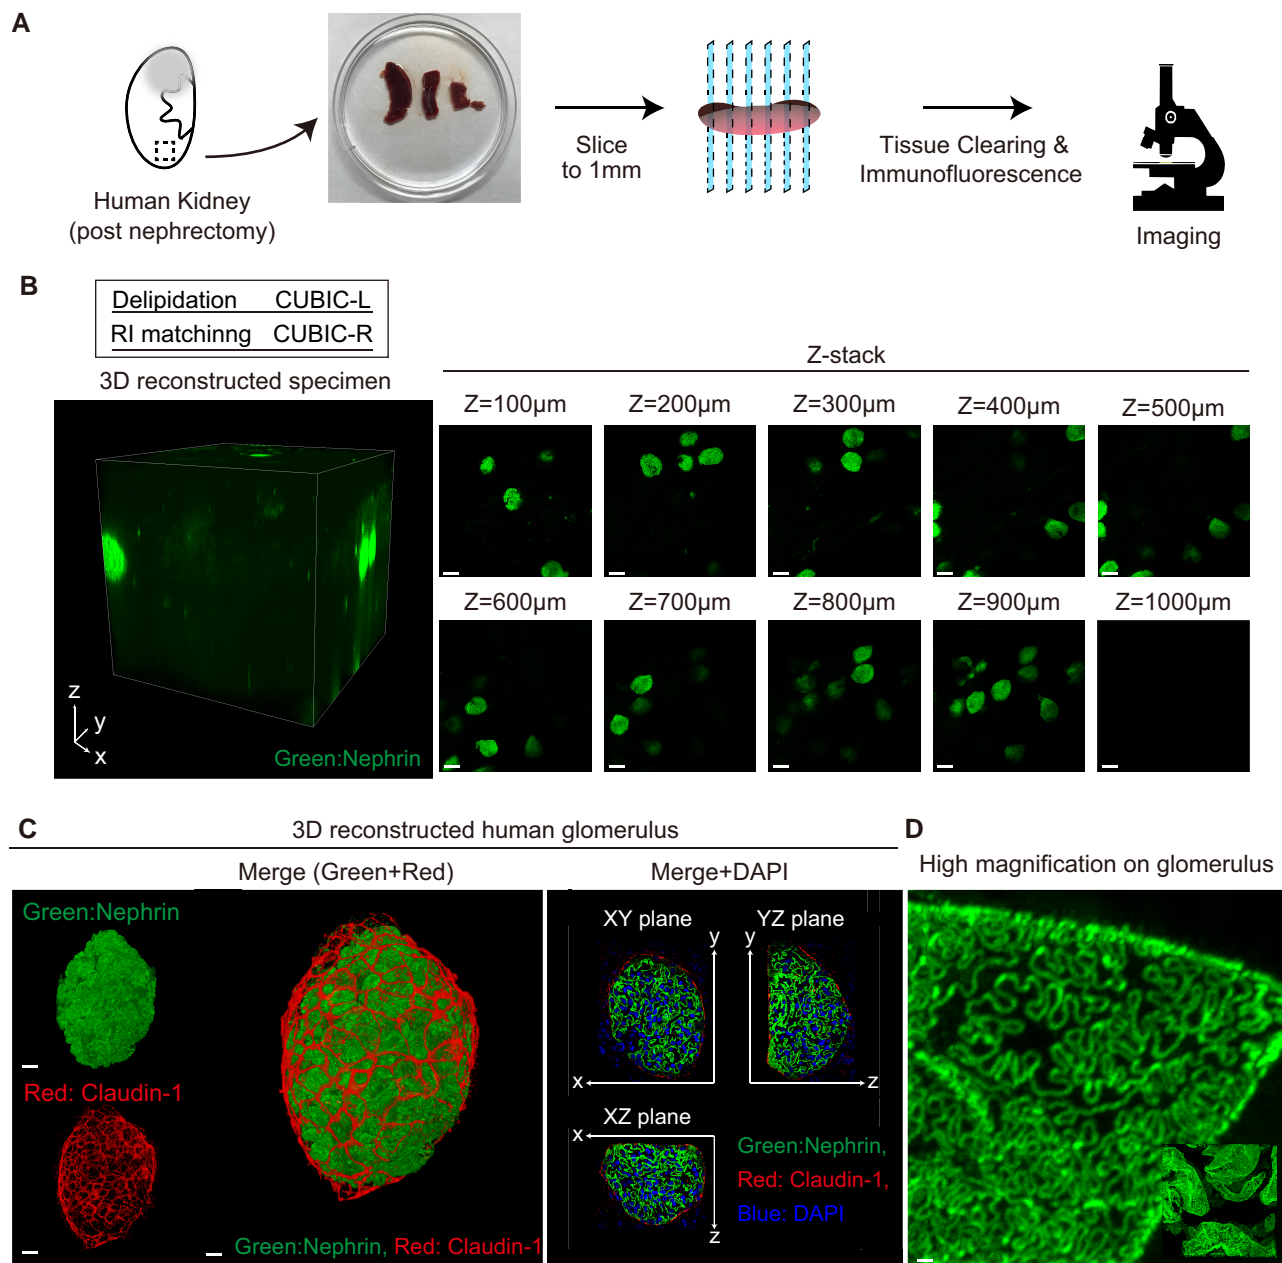 A
Human Kidney
(post nephrectomy)
Slice
to 1mm
Tissue Clearing &
Immunofluorescence
Imaging
B
Delipidation CUBIC-L
RI matchinng CUBIC-R
3D reconstructed specimen
z
y
x
Green:Nephrin
Z-stack
Z=100µm Z=200µm Z=300µm Z=400µm Z=500µm
Z=600µm Z=700µm Z=800µm Z=900µm Z=1000µm
C
3D reconstructed human glomerulus
Merge (Green+Red)
Green:Nephrin
Red: Claudin-1
Green:Nephrin, Red: Claudin-1
Merge+DAPI
XY plane
y
x
YZ plane
y
z
XZ plane
x
z
Green:Nephrin,
Red: Claudin-1,
Blue: DAPI
D
High magnification on glomerulus